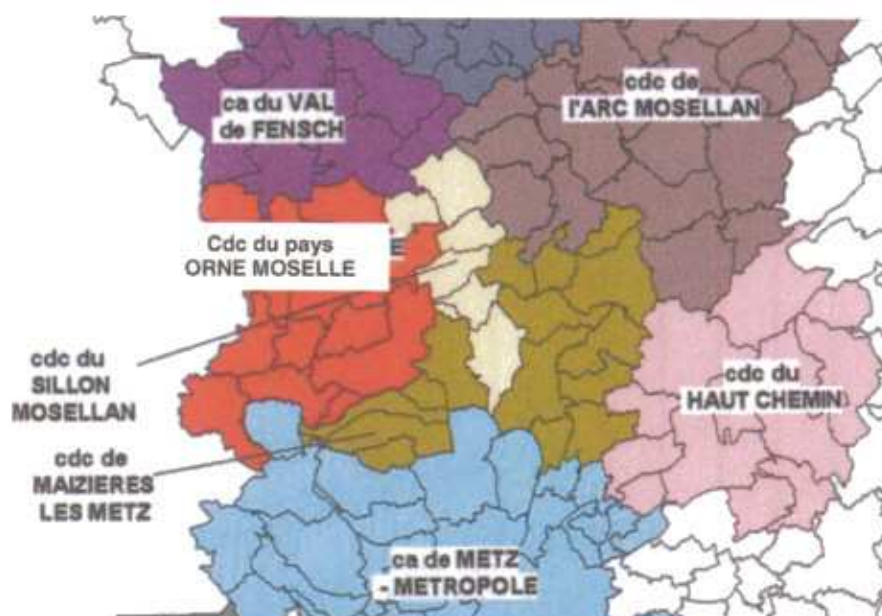 ca du VAL
de FENSCH
cdc de
l'ARC MOSELLAN
Cdc du pays
ORNE MOSELLE
cdc du
SILLON
MOSELLAN
cdc du
HAUT CHEMIN
cdc de
MAIZIERES
LES METZ
ca de METZ
- METROPOLE